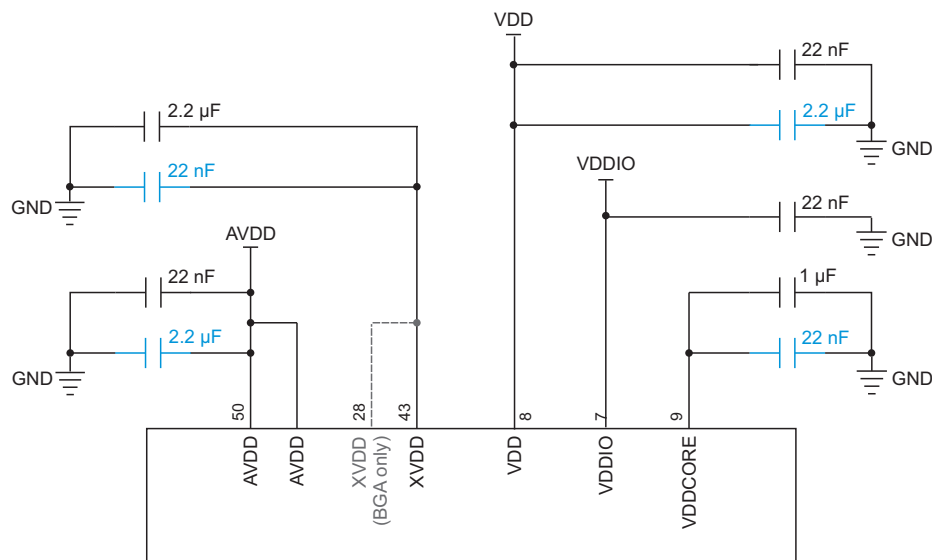 VDD
22 nF
2.2 µF
2.2 µF
GND
22 nF
VDDIO
GND
22 nF
GND
AVDD
22 nF
1 µF
2.2 µF
22 nF
GND
GND
50
28
43
8
7
9
AVDD
AVDD
XVDD
(BGA only)
XVDD
VDD
VDDIO
VDDCORE